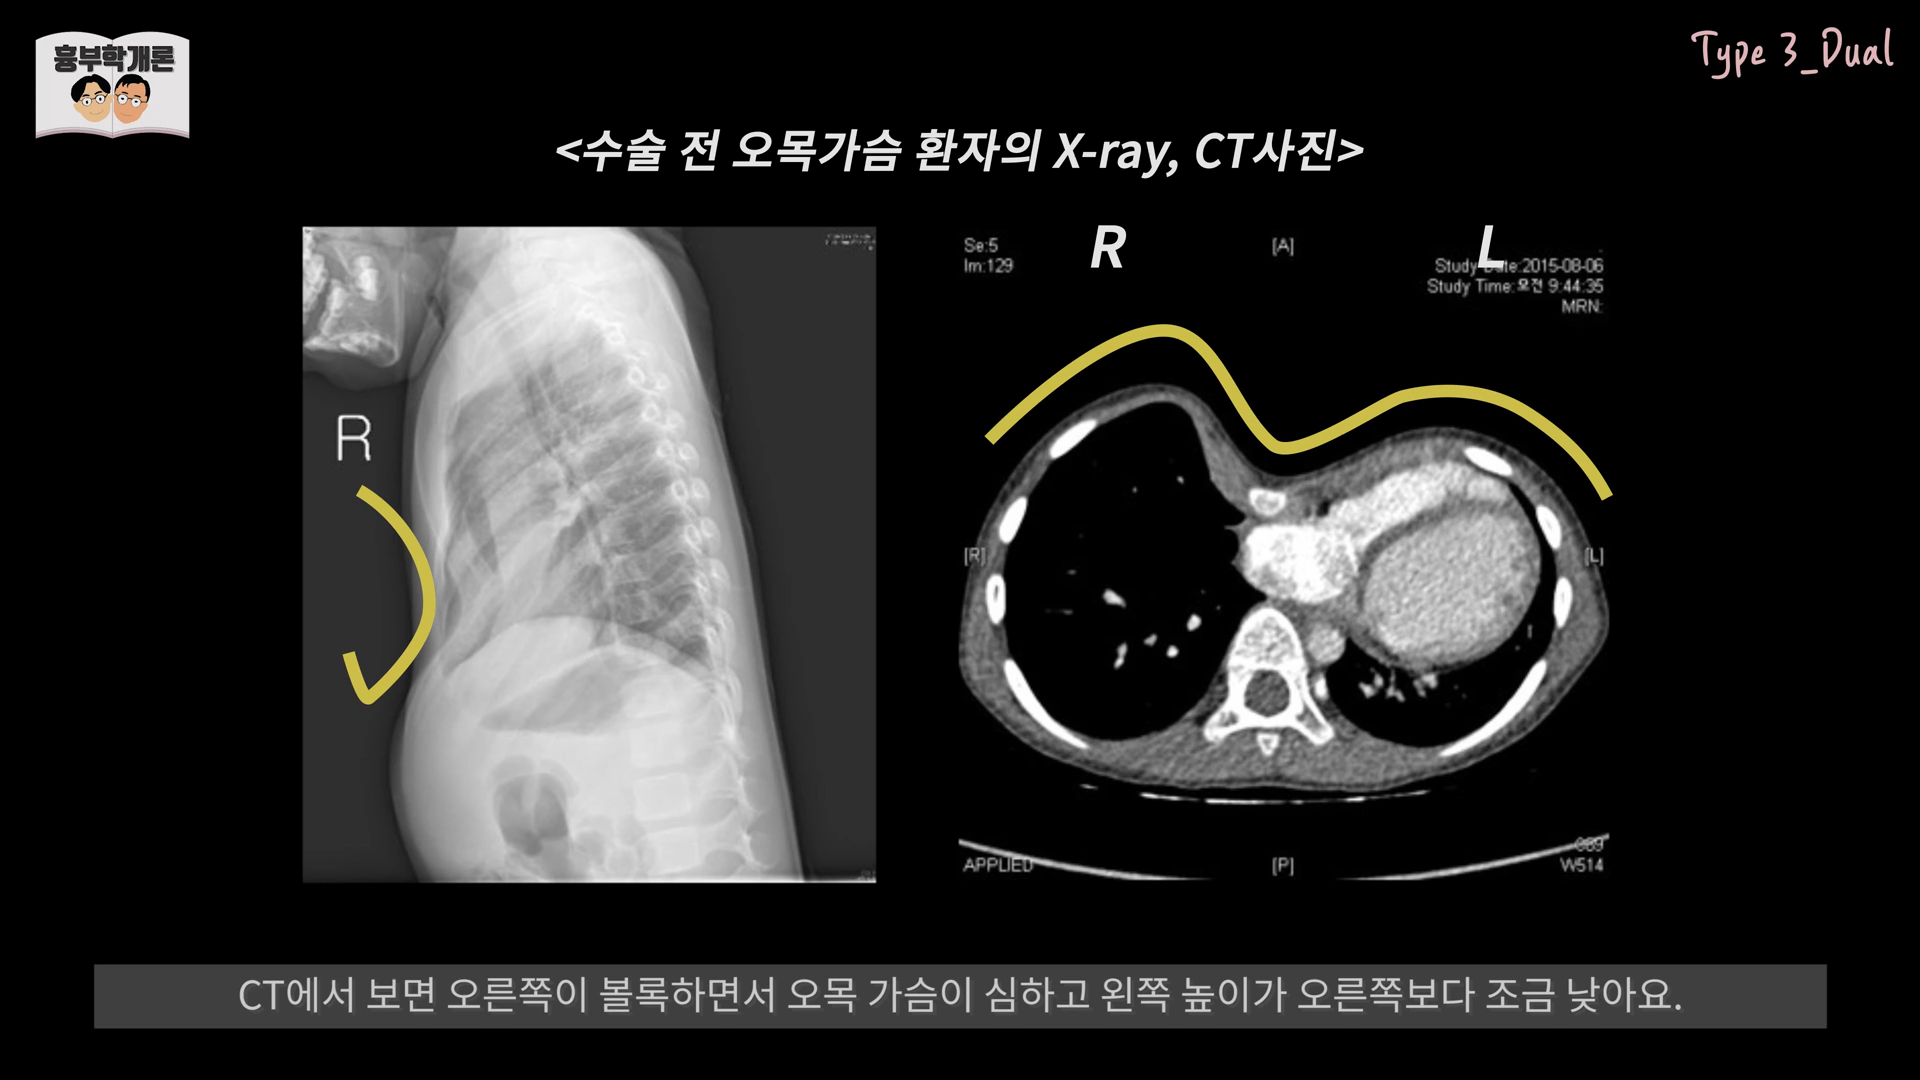 흉부학개론
Type 3_Dual
<수술 전 오목가슴 환자의 X-ray, CT사진>
R
Se:5
Im:129
R
[A]
L
Study Date:2015-08-06
Study Time:오전 9:44:35
MRN:
[R]
[L]
APPLIED
[P]
W514
CT에서 보면 오른쪽이 볼록하면서 오목 가슴이 심하고 왼쪽 높이가 오른쪽보다 조금 낮아요.